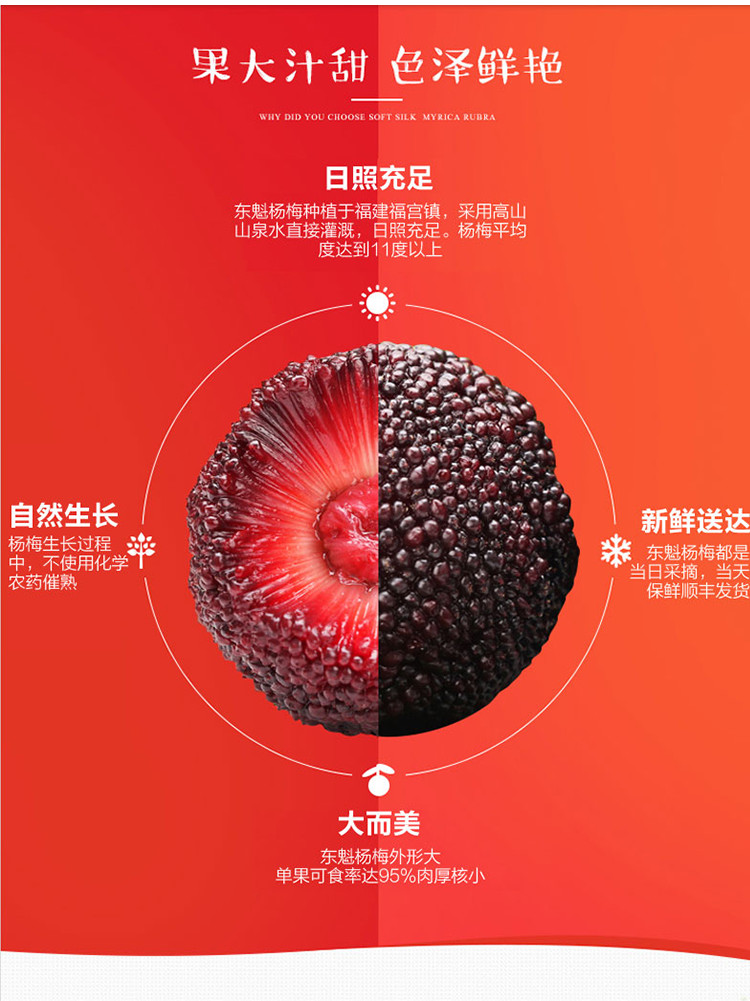 果大汁甜 色泽鲜艳
WHY DID YOU CHOOSE SOFT SILK MYRICA RUBRA
日照充足
东魁杨梅种植于福建福宫镇，采用高山
山泉水直接灌溉，日照充足。杨梅平均
度达到11度以上
自然生长
杨梅生长过程
中，不使用化学
农药催熟
新鲜送达
东魁杨梅都是
当日采摘，当天
保鲜顺丰发货
大而美
东魁杨梅外形大
单果可食率达95%肉厚核小